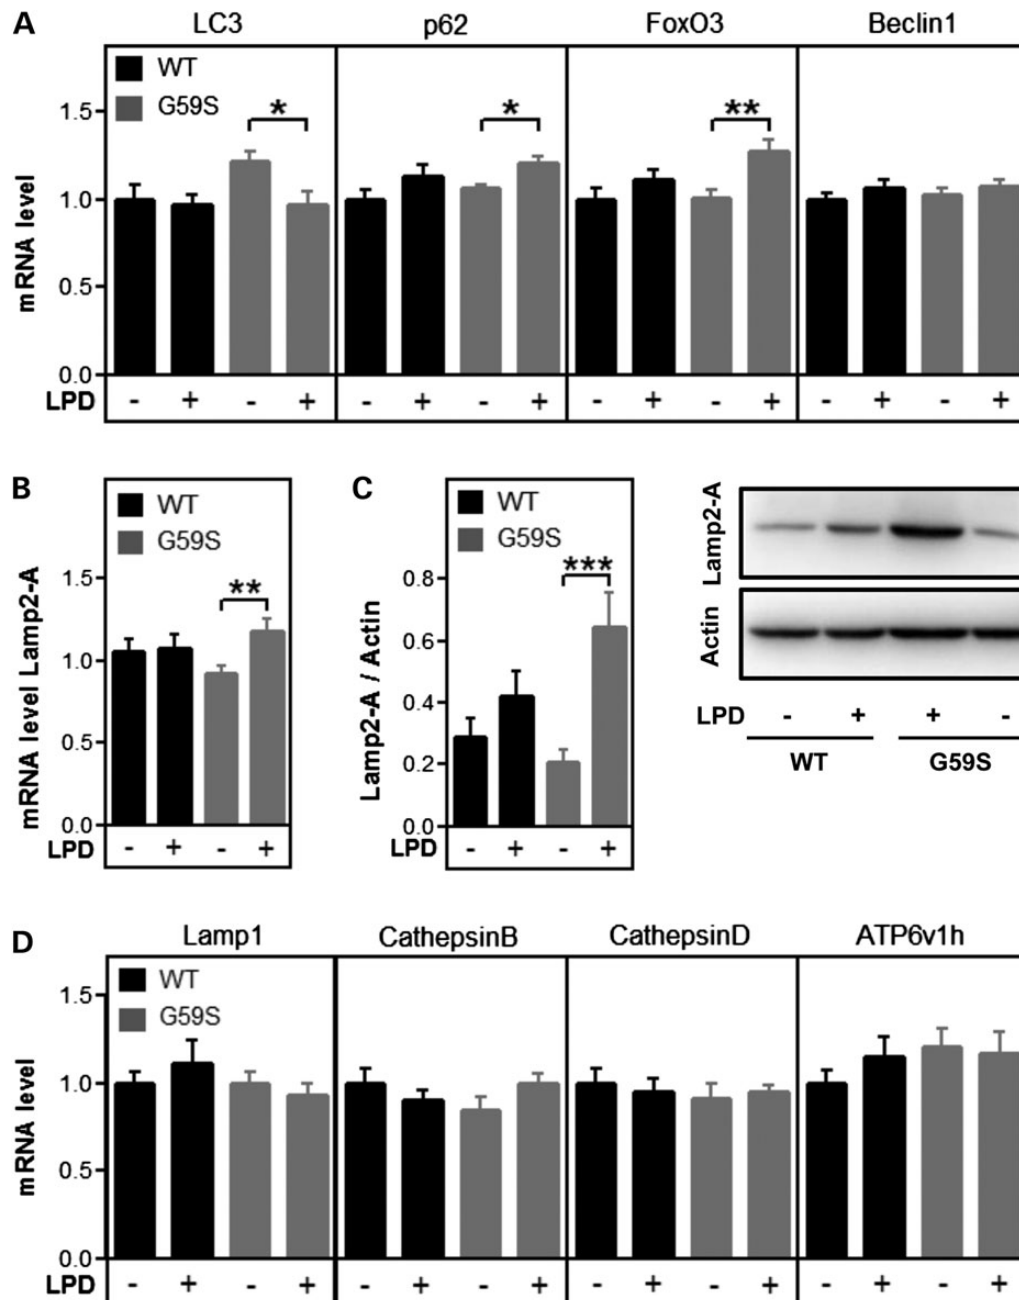 A
LC3 p62 FoxO3 Beclin1
WT
G59S
* * **
mRNA level
1.5
1.0
0.5
0.0
LPD - + - + - + - + - + - + - + - +
B
WT
G59S
**
mRNA level Lamp2-A
1.5
1.0
0.5
0.0
LPD - + - +
C
WT
G59S
***
Lamp2-A / Actin
0.8
0.6
0.4
0.2
0.0
LPD - + - +
Lamp2-A
Actin
LPD - + + -
WT G59S
D
Lamp1 CathepsinB CathepsinD ATP6v1h
WT
G59S
mRNA level
1.5
1.0
0.5
0.0
LPD - + - + - + - + - + - + - + - +